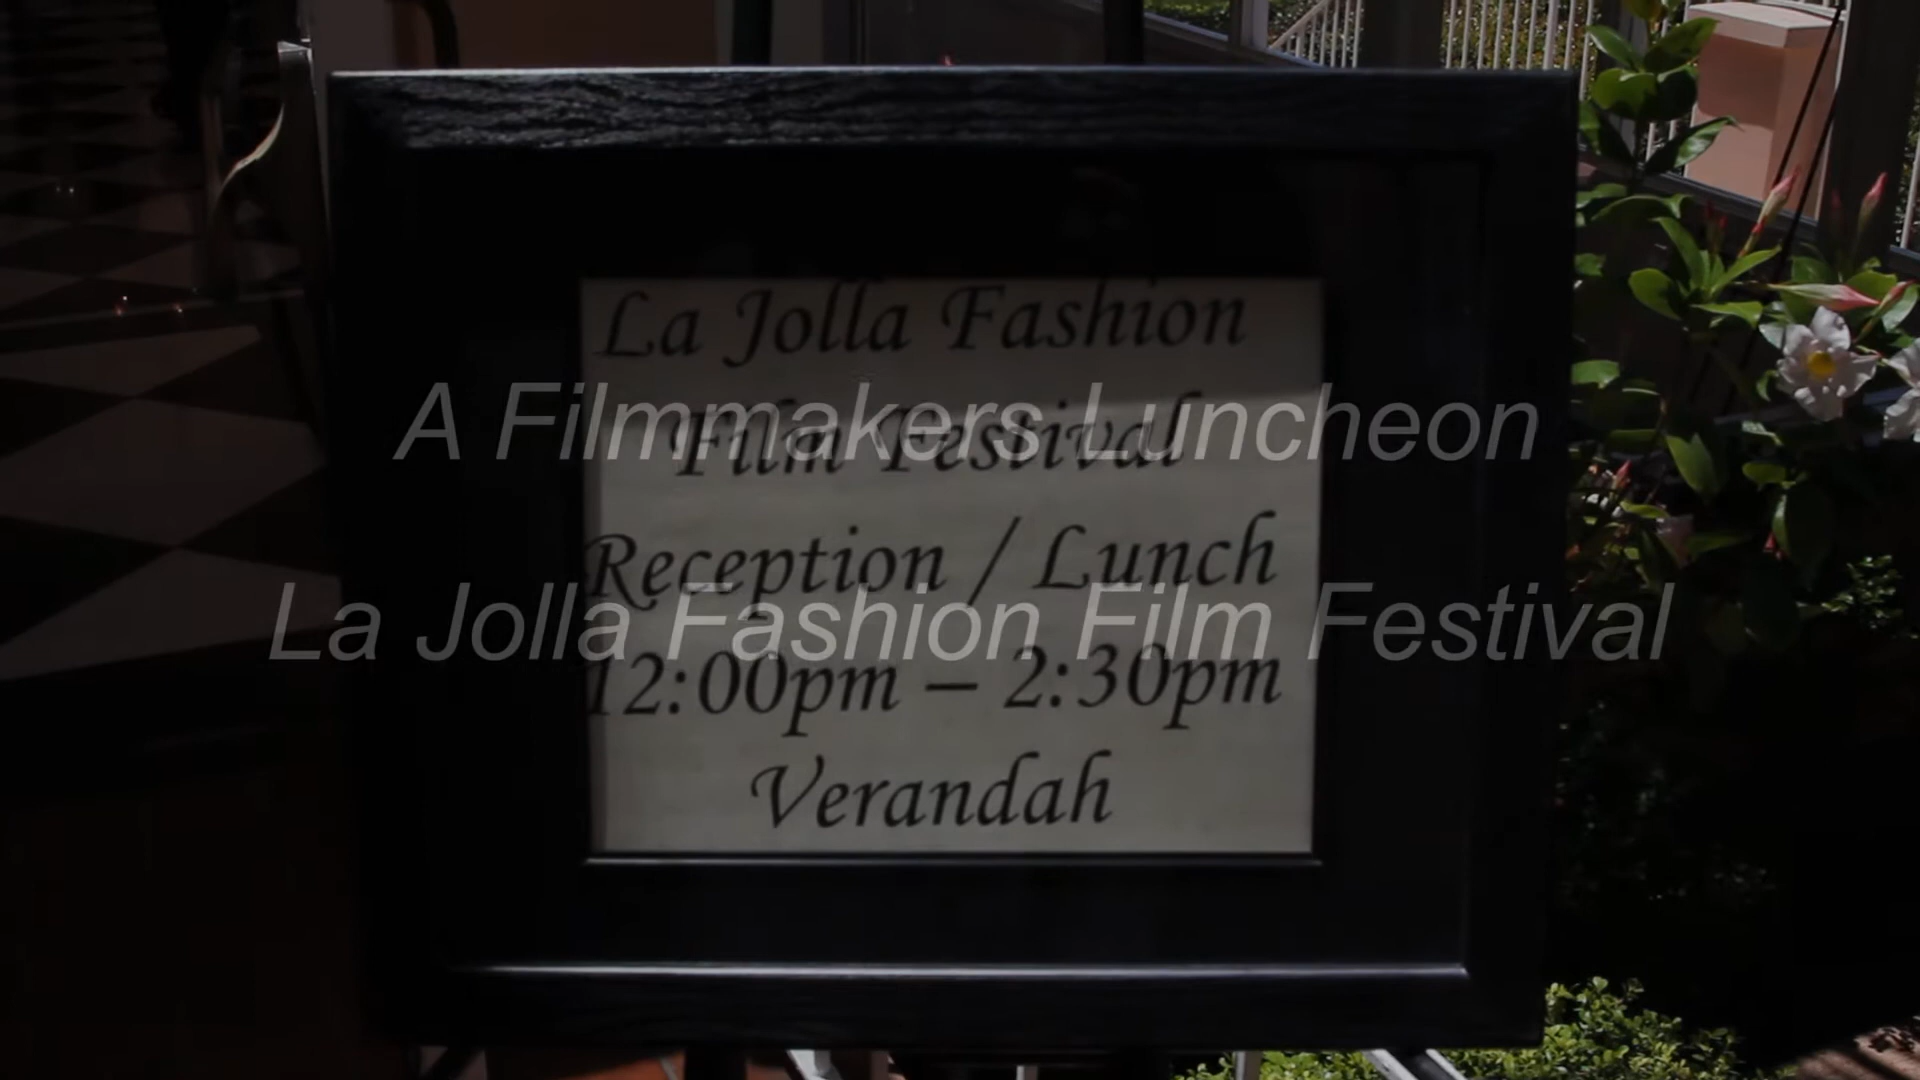 La Jolla Fashion
A Filmmakers Luncheon
Film Festival
Reception / Lunch
La Jolla Fashion Film Festival
12:00pm – 2:30pm
Verandah